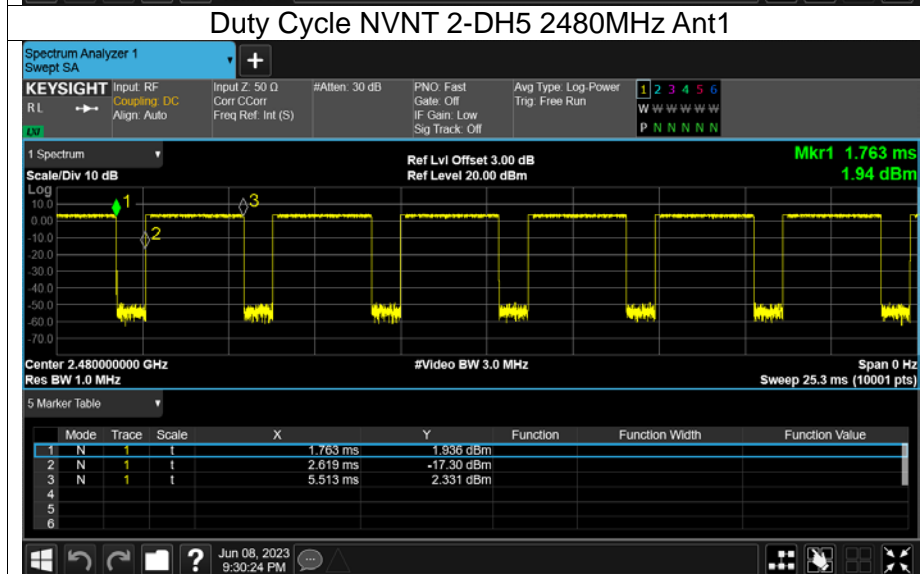 Duty Cycle NVNT 2-DH5 2480MHz Ant1
Spectrum Analyzer 1
Swept SA
+
KEYSIGHT Input: RF Input Z: 50 Ω #Atten: 30 dB PNO: Fast Avg Type: Log-Power 1 2 3 4 5 6
RL Coupling: DC Corr CCorr Gate: Off Trig: Free Run W W W W W W
Align: Auto Freq Ref: Int (S) IF Gain: Low
LXI Sig Track: Off P N N N N N
1 Spectrum Ref Lvl Offset 3.00 dB Mkr1 1.763 ms
Scale/Div 10 dB Ref Level 20.00 dBm 1.94 dBm
Log
10.0 1 3
0.00
-10.0 2
-20.0
-30.0
-40.0
-50.0
-60.0
-70.0
Center 2.480000000 GHz #Video BW 3.0 MHz Span 0 Hz
Res BW 1.0 MHz Sweep 25.3 ms (10001 pts)
5 Marker Table
Mode Trace Scale X Y Function Function Width Function Value
1 N 1 t 1.763 ms 1.936 dBm
2 N 1 t 2.619 ms -17.30 dBm
3 N 1 t 5.513 ms 2.331 dBm
4
5
6
? Jun 08, 2023
9:30:24 PM